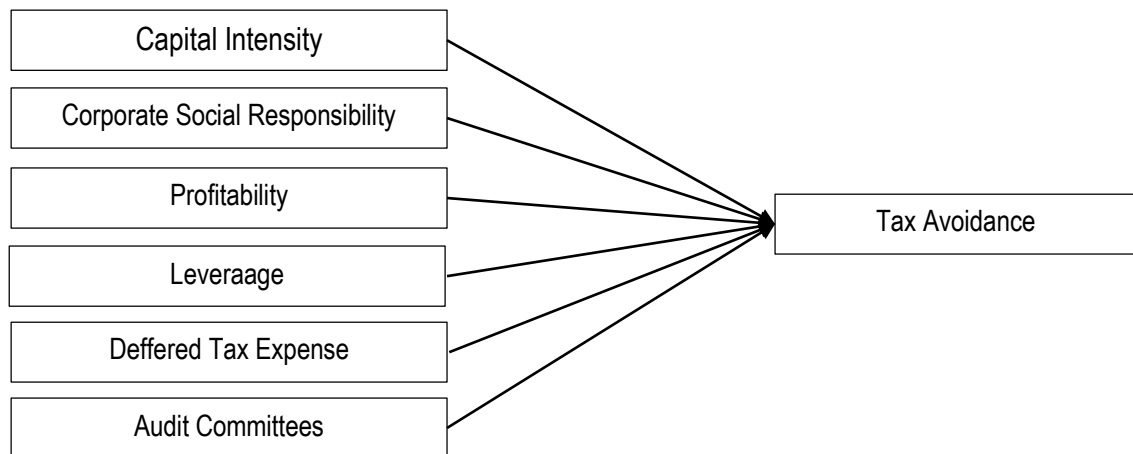 Capital Intensity
Corporate Social Responsibility
Profitability
Leveraage
Deffered Tax Expense
Audit Committees
Tax Avoidance